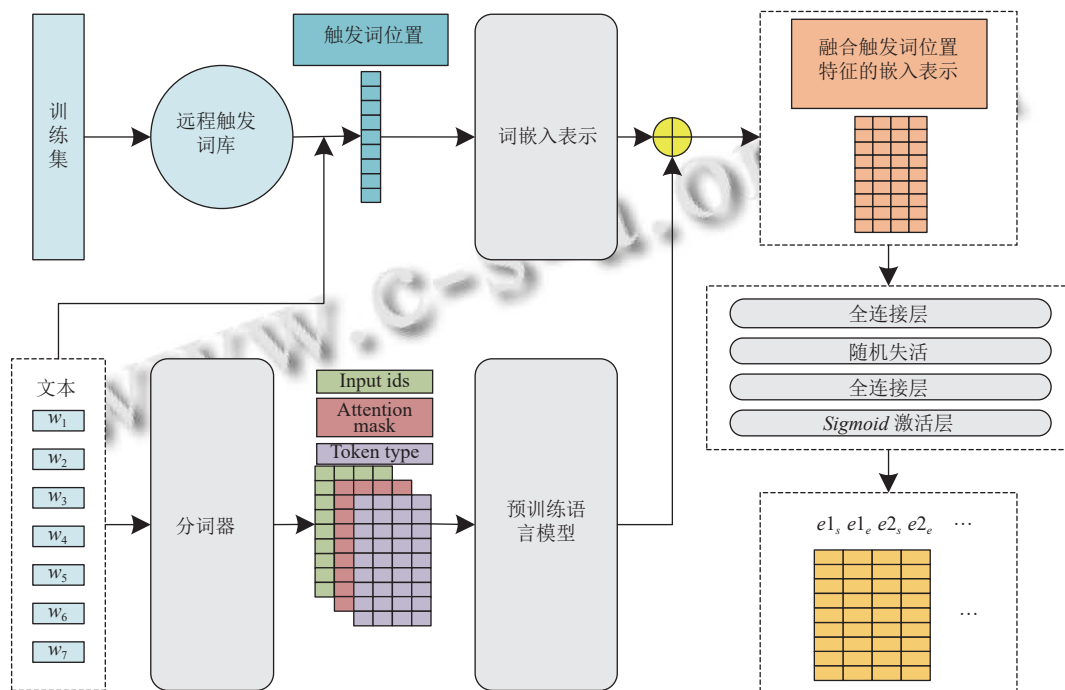 训
练
集
远程触发
词库
触发词位置
词嵌入表示
融合触发词位置
特征的嵌入表示
全连接层
随机失活
全连接层
Sigmoid 激活层
文本
w1
w2
w3
w4
w5
w6
w7
分词器
Input ids
Attention
mask
Token type
预训练语
言模型
e1s e1e e2s e2e …
…